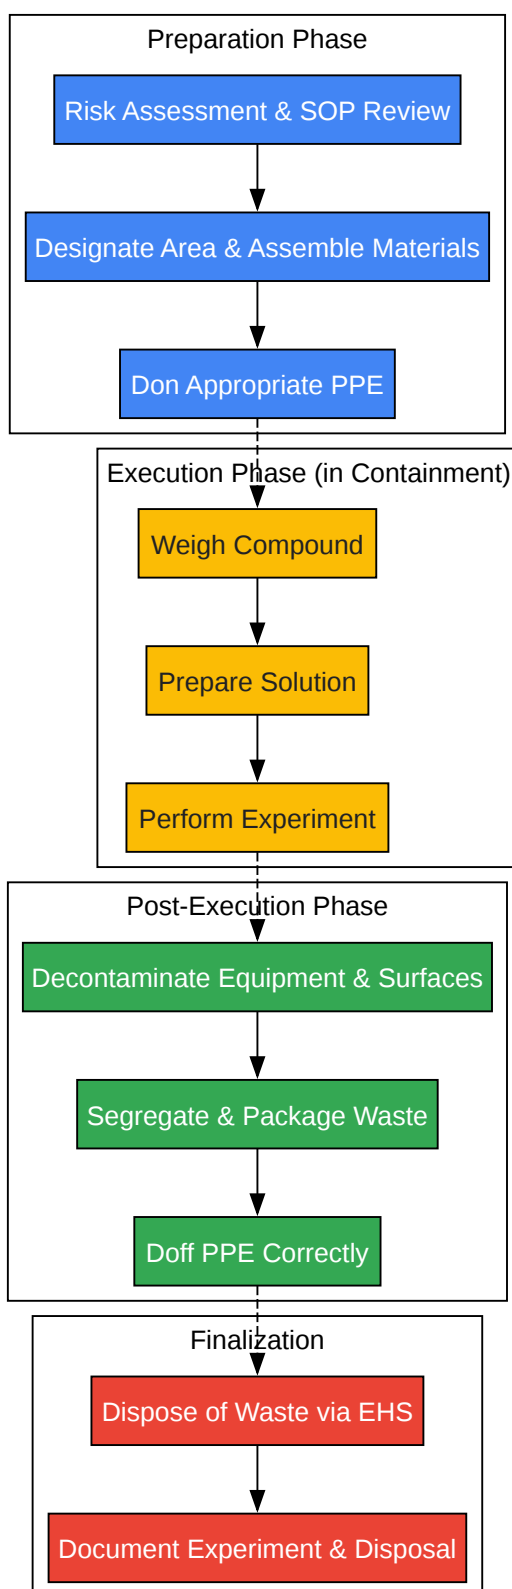 Preparation Phase
Risk Assessment & SOP Review
Designate Area & Assemble Materials
Don Appropriate PPE
Execution Phase (in Containment)
Weigh Compound
Prepare Solution
Perform Experiment
Post-Execution Phase
Decontaminate Equipment & Surfaces
Segregate & Package Waste
Doff PPE Correctly
Finalization
Dispose of Waste via EHS
Document Experiment & Disposal